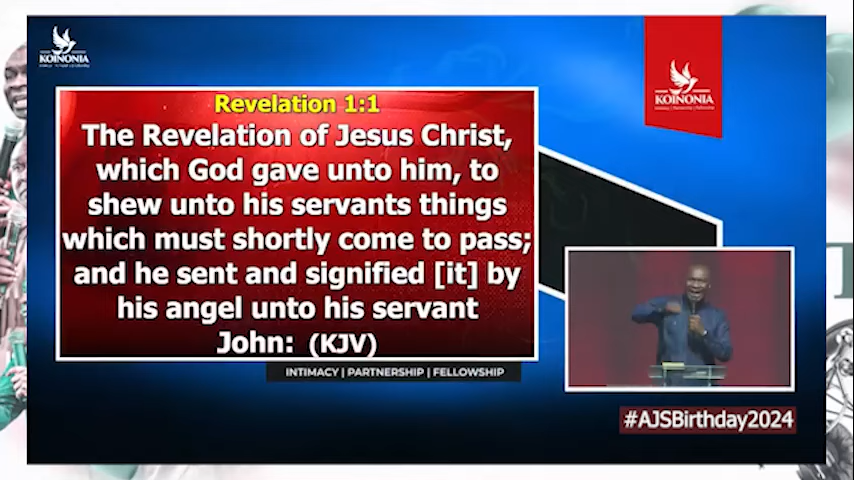 KOINONIA
KOINONIA
Revelation 1:1
The Revelation of Jesus Christ,
which God gave unto him, to
shew unto his servants things
which must shortly come to pass;
and he sent and signified [it] by
his angel unto his servant
John: (KJV)
INTIMACY | PARTNERSHIP | FELLOWSHIP
#AJSBirthday2024